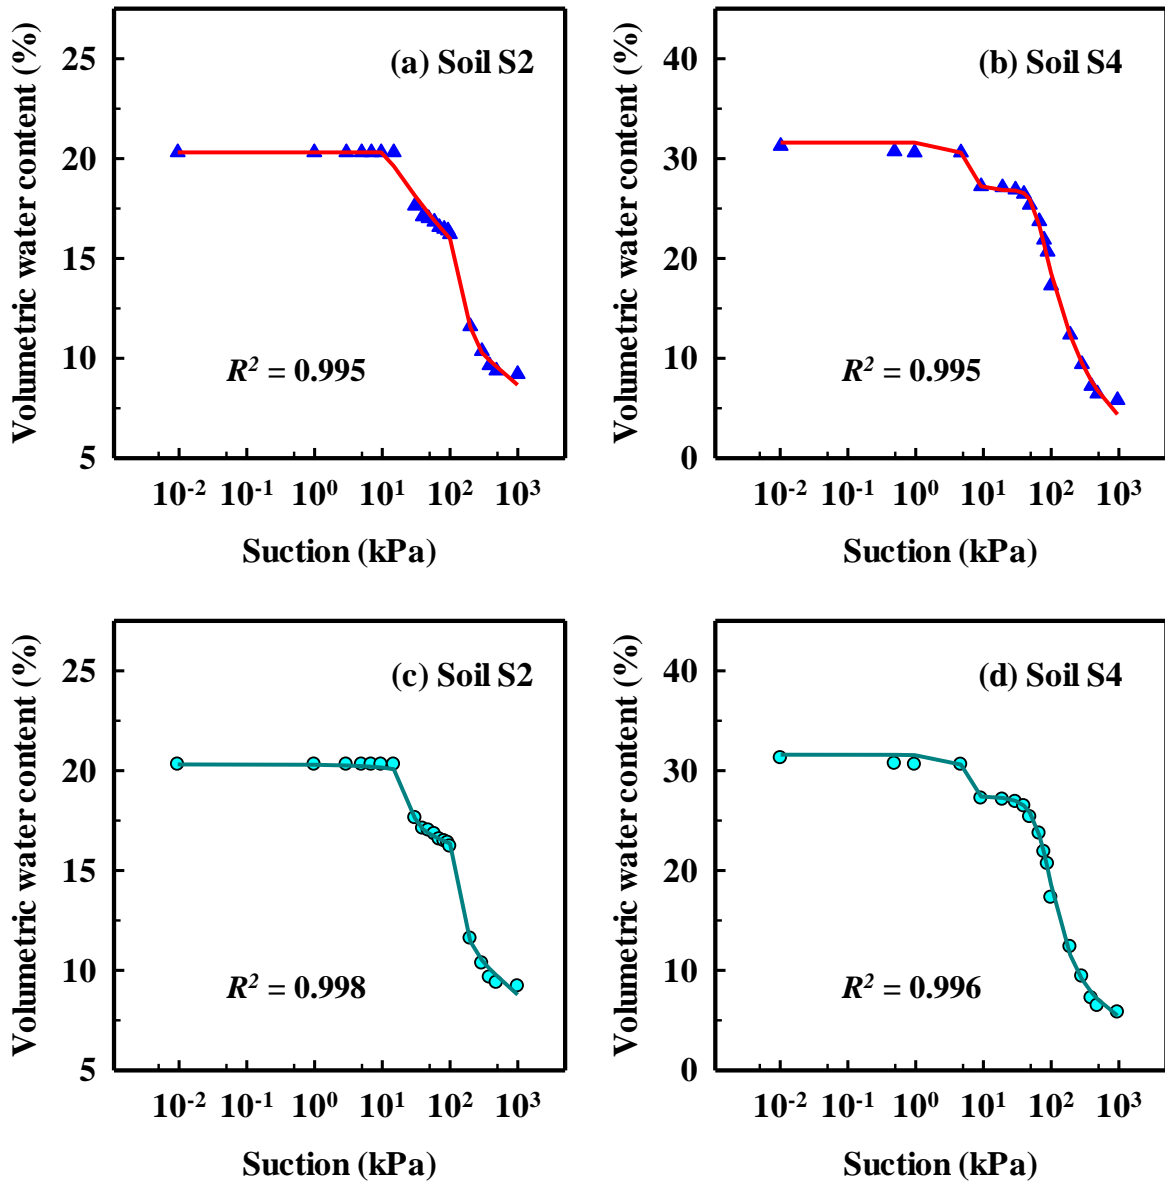 Volumetric water content (%)
25
20
15
10
5
(a) Soil S2
R² = 0.995
10⁻² 10⁻¹ 10⁰ 10¹ 10² 10³
Suction (kPa)
Volumetric water content (%)
40
30
20
10
0
(b) Soil S4
R² = 0.995
10⁻² 10⁻¹ 10⁰ 10¹ 10² 10³
Suction (kPa)
Volumetric water content (%)
25
20
15
10
5
(c) Soil S2
R² = 0.998
10⁻² 10⁻¹ 10⁰ 10¹ 10² 10³
Suction (kPa)
Volumetric water content (%)
40
30
20
10
0
(d) Soil S4
R² = 0.996
10⁻² 10⁻¹ 10⁰ 10¹ 10² 10³
Suction (kPa)